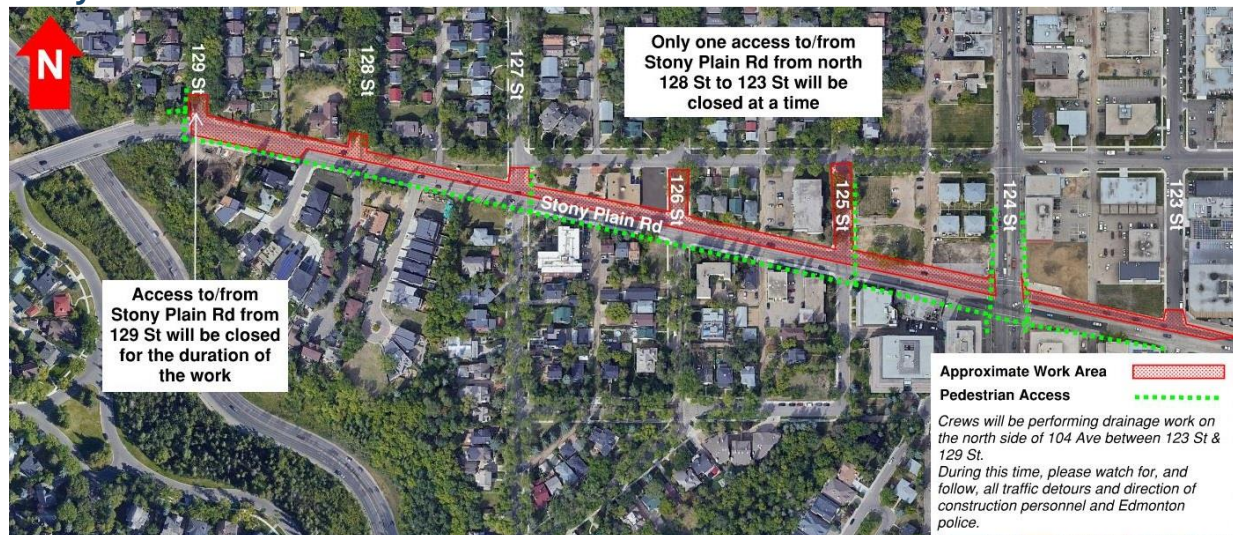 N
129 St
128 St
127 St
Only one access to/from
Stony Plain Rd from north
128 St to 123 St will be
closed at a time
126 St
125 St
124 St
123 St
Stony Plain Rd
Access to/from
Stony Plain Rd from
129 St will be closed
for the duration of
the work
Approximate Work Area
Pedestrian Access
Crews will be performing drainage work on
the north side of 104 Ave between 123 St &
129 St.
During this time, please watch for, and
follow, all traffic detours and direction of
construction personnel and Edmonton
police.